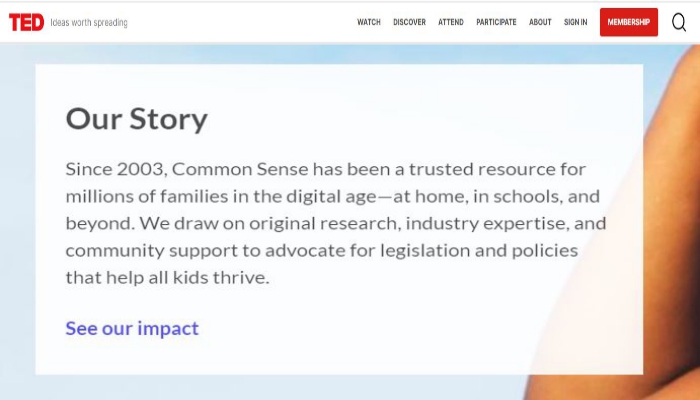 TED Ideas worth spreading WATCH DISCOVER ATTEND PARTICIPATE ABOUT SIGN IN MEMBERSHIP
Our Story
Since 2003, Common Sense has been a trusted resource for
millions of families in the digital age—at home, in schools, and
beyond. We draw on original research, industry expertise, and
community support to advocate for legislation and policies
that help all kids thrive.
See our impact